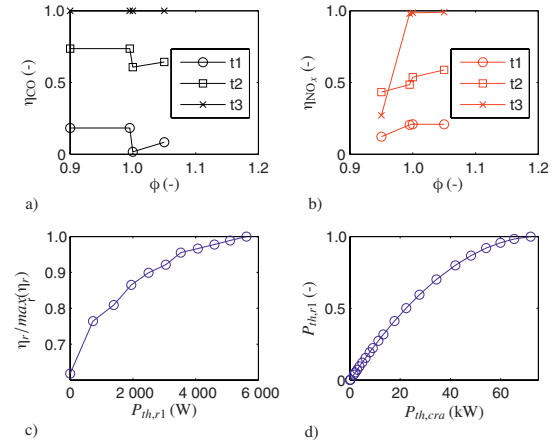 1.0
0.5
0
η_CO (-)
t1
t2
t3
0.9 1.0 1.1 1.2
ϕ (-)
a)
1.0
0.5
0
η_NOx (-)
t1
t2
t3
0.9 1.0 1.1 1.2
ϕ (-)
b)
1.0
0.9
0.8
0.7
η_r/max_r(η_r)
0 2 000 4 000 6 000
P_th,r1 (W)
c)
1.0
0.5
0
P_th,r1 (-)
0 20 40 60
P_th,cra (kW)
d)